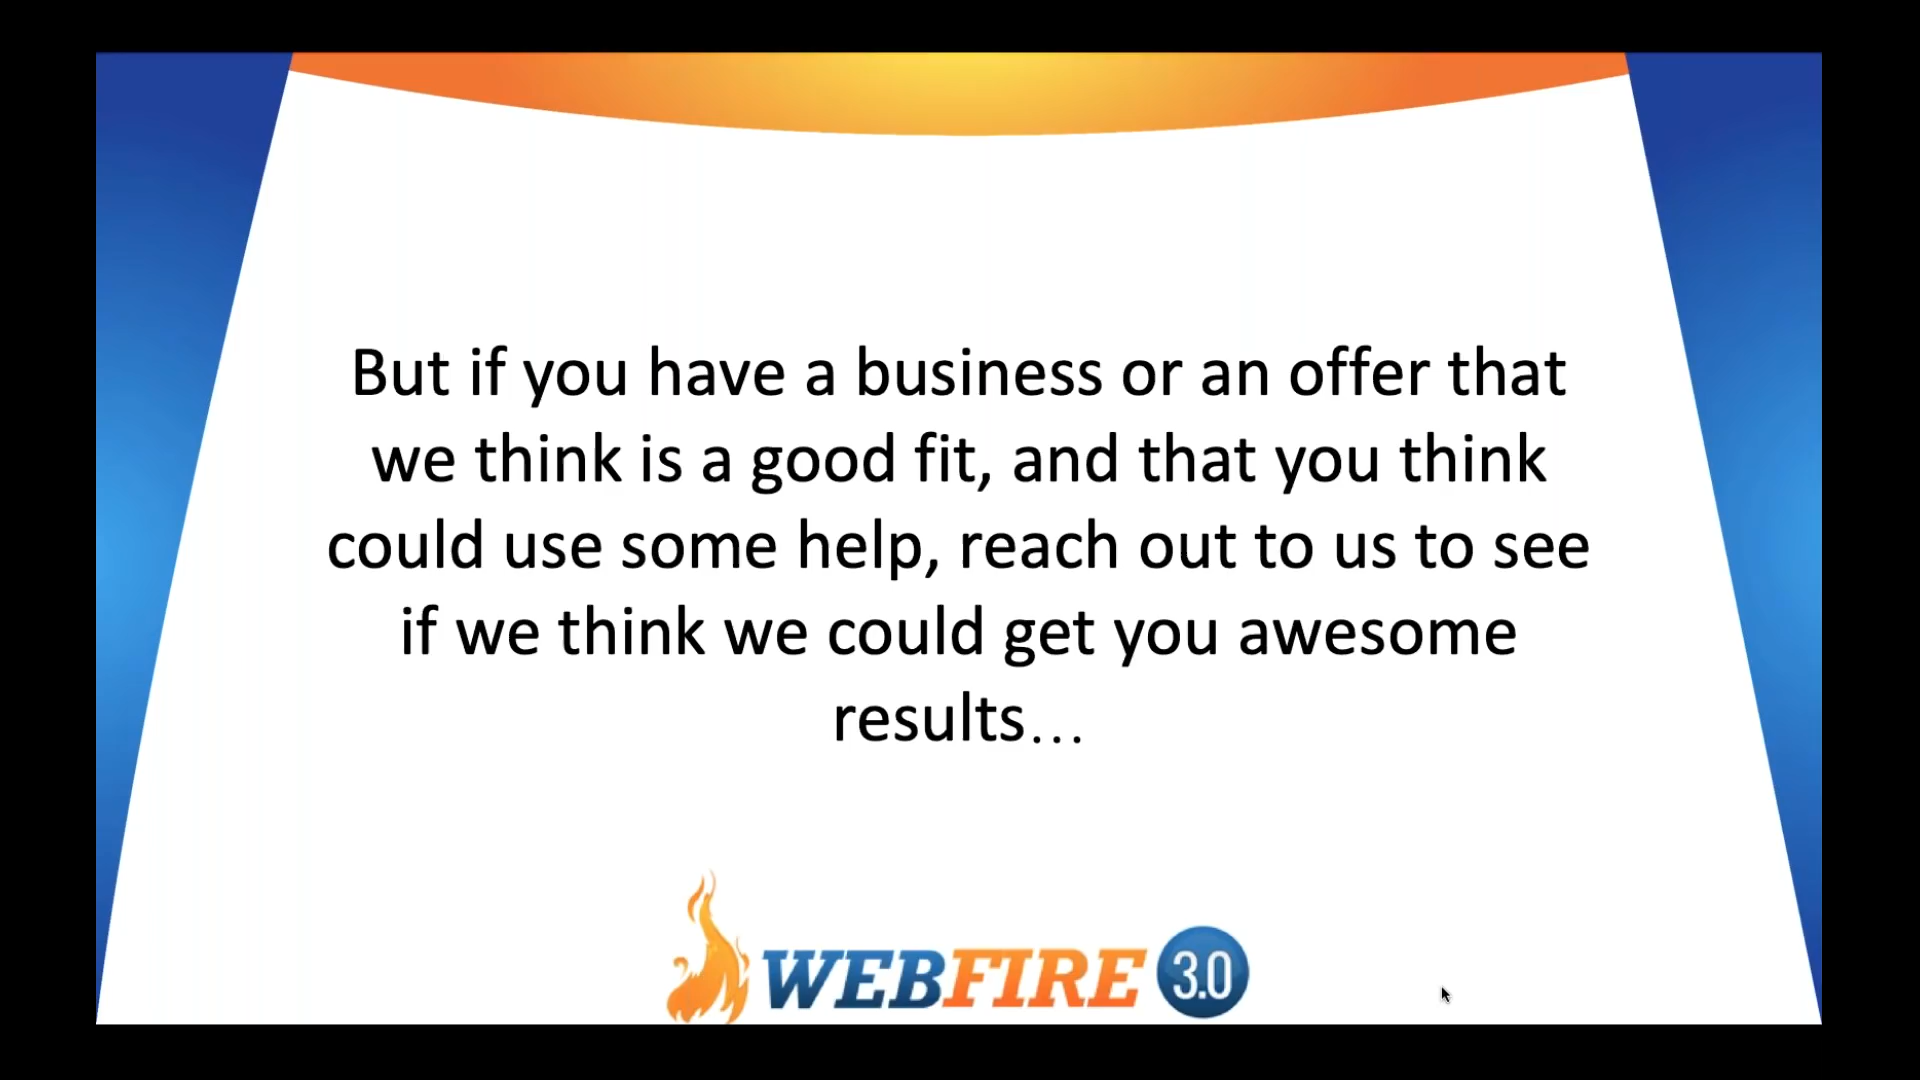 But if you have a business or an offer that
we think is a good fit, and that you think
could use some help, reach out to us to see
if we think we could get you awesome
results...
WEBFIRE 3.0